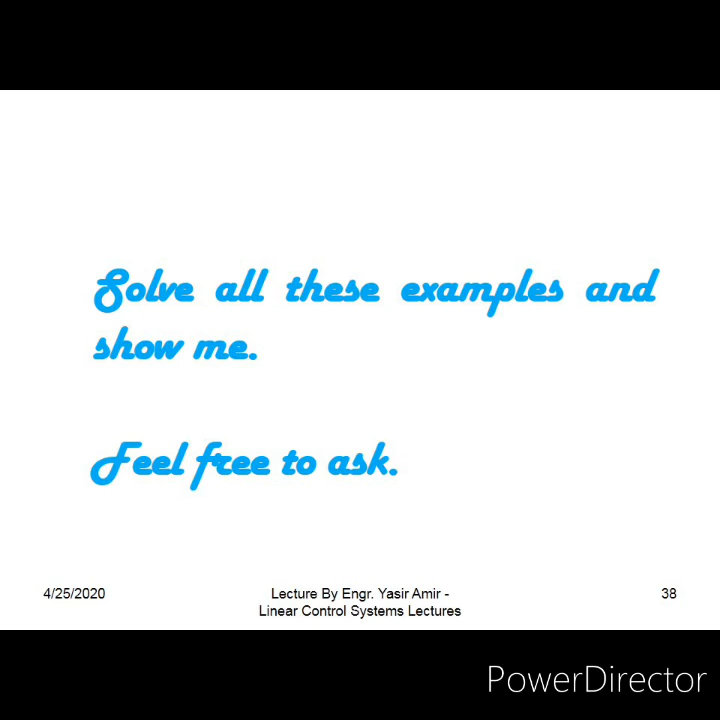 Solve all these examples and
show me.
Feel free to ask.
4/25/2020
Lecture By Engr. Yasir Amir -
Linear Control Systems Lectures
38
PowerDirector